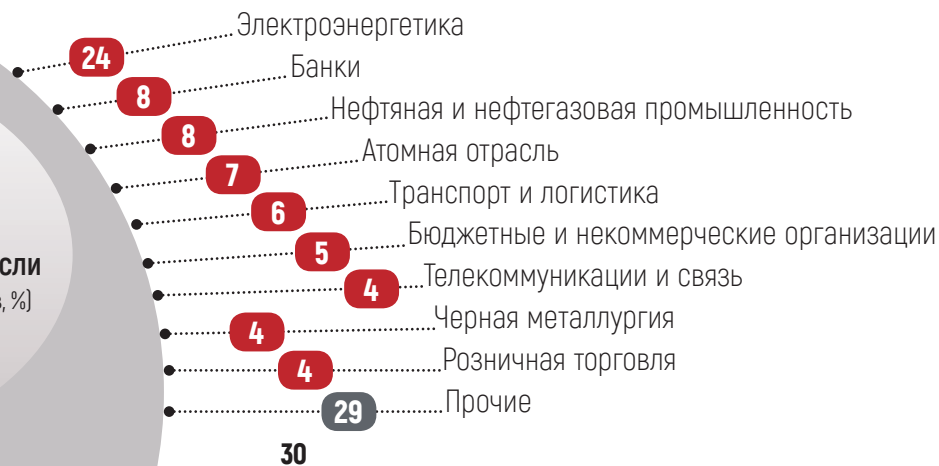 Электроэнергетика
24
Банки
8
Нефтяная и нефтегазовая промышленность
8
Атомная отрасль
7
Транспорт и логистика
6
Бюджетные и некоммерческие организации
5
Телекоммуникации и связь
4
Черная металлургия
4
Розничная торговля
4
Прочие
29
30
%)